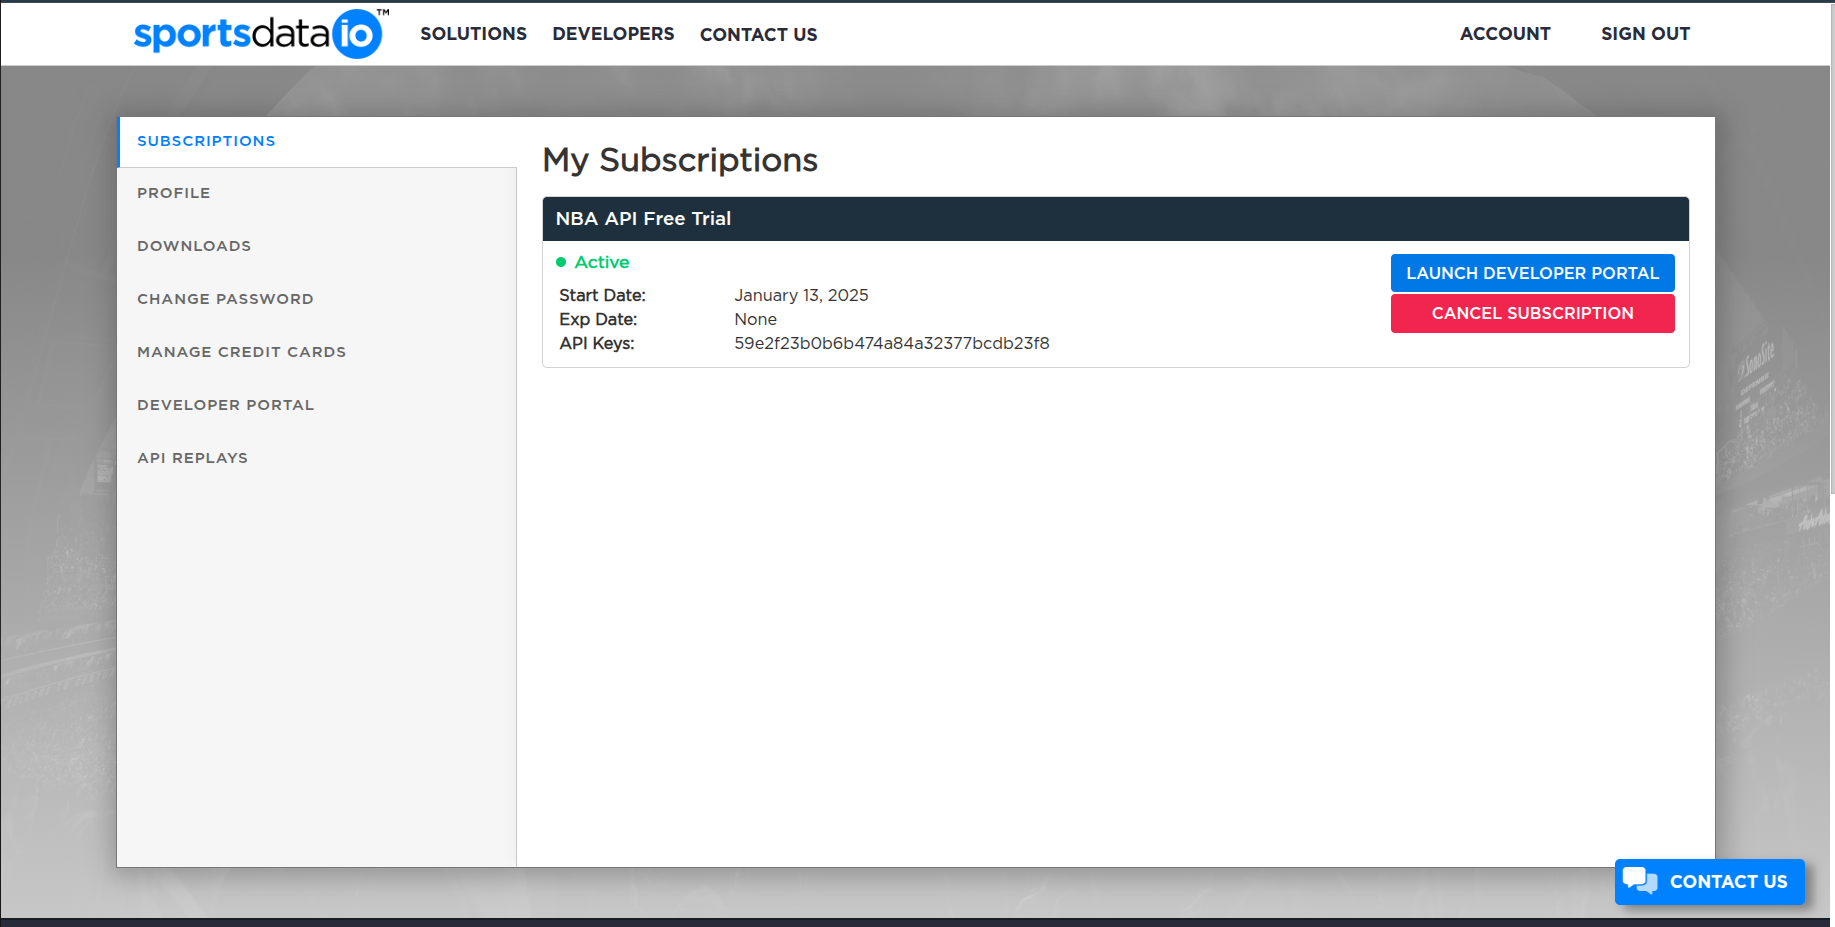 sportsdataio™
SOLUTIONS
DEVELOPERS
CONTACT US
ACCOUNT
SIGN OUT
SUBSCRIPTIONS
PROFILE
DOWNLOADS
CHANGE PASSWORD
MANAGE CREDIT CARDS
DEVELOPER PORTAL
API REPLAYS
My Subscriptions
NBA API Free Trial
Active
Start Date: January 13, 2025
Exp Date: None
API Keys: 59e2f23b0b6b474a84a32377bcdb23f8
LAUNCH DEVELOPER PORTAL
CANCEL SUBSCRIPTION
SonoSite
CONTACT US